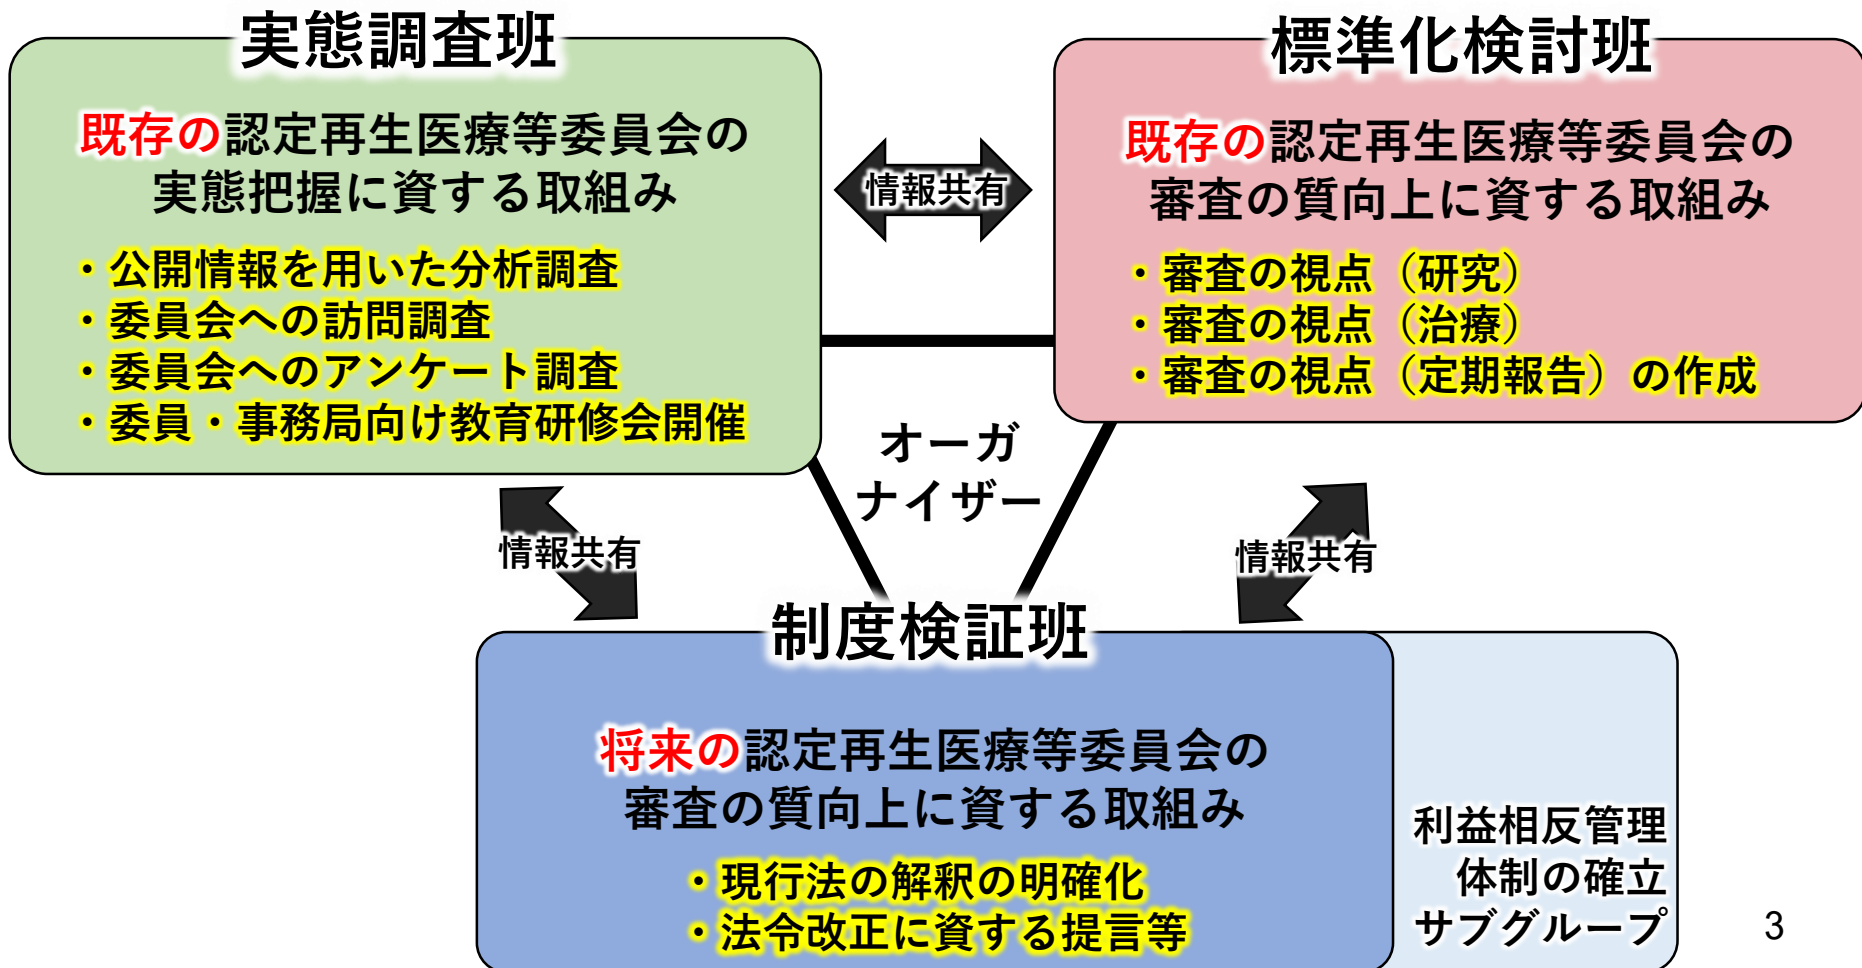 実態調査班
既存の認定再生医療等委員会の
実態把握に資する取組み
・公開情報を用いた分析調査
・委員会への訪問調査
・委員会へのアンケート調査
・委員・事務局向け教育研修会開催
情報共有
標準化検討班
既存の認定再生医療等委員会の
審査の質向上に資する取組み
・審査の視点（研究）
・審査の視点（治療）
・審査の視点（定期報告）の作成
オーガ
ナイザー
情報共有
情報共有
制度検証班
将来の認定再生医療等委員会の
審査の質向上に資する取組み
・現行法の解釈の明確化
・法令改正に資する提言等
利益相反管理
体制の確立
サブグループ
3